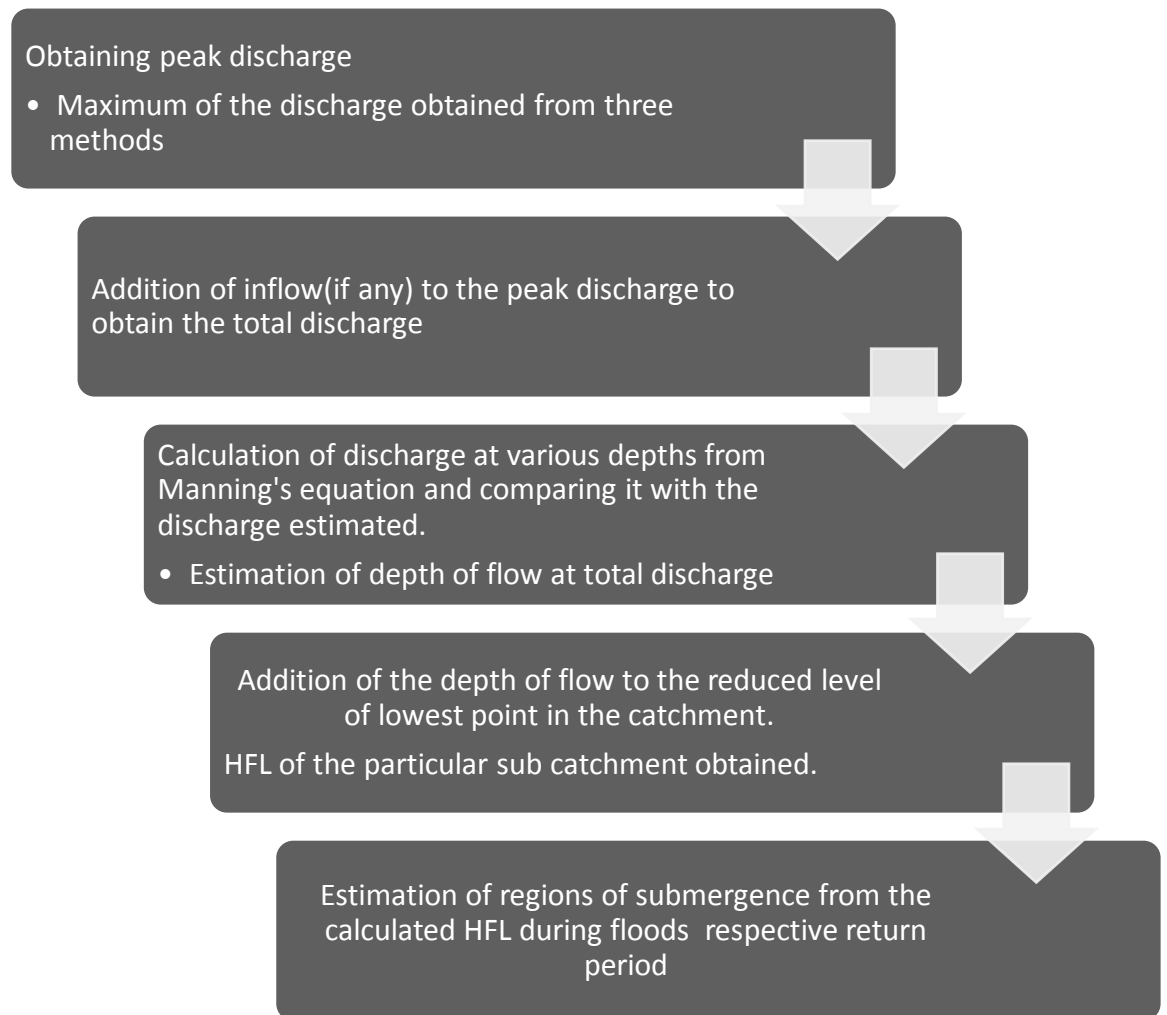 Obtaining peak discharge
• Maximum of the discharge obtained from three
methods
Addition of inflow(if any) to the peak discharge to
obtain the total discharge
Calculation of discharge at various depths from
Manning's equation and comparing it with the
discharge estimated.
• Estimation of depth of flow at total discharge
Addition of the depth of flow to the reduced level
of lowest point in the catchment.
HFL of the particular sub catchment obtained.
Estimation of regions of submergence from the
calculated HFL during floods respective return
period